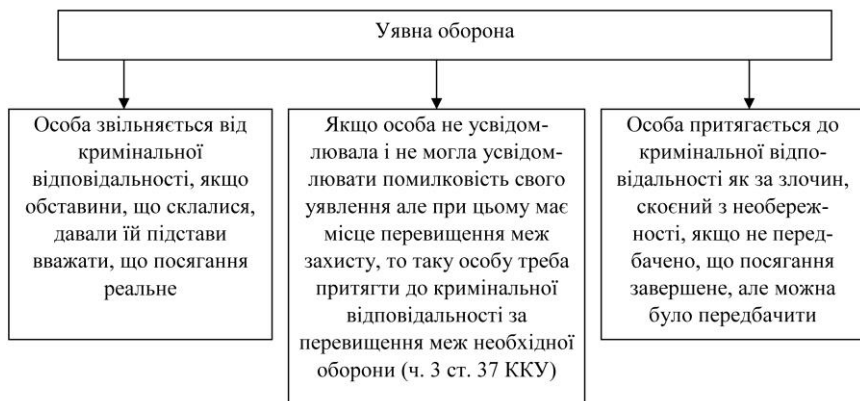 Уявна оборона
Особа звільняється від
кримінальної
відповідальності, якщо
обставини, що склалися,
давали їй підстави
вважати, що посягання
реальне
Якщо особа не усвідом-
лювала і не могла усвідом-
лювати помилковість свого
уявлення але при цьому має
місце перевищення меж
захисту, то таку особу треба
притягти до кримінальної
відповідальності за
перевищення меж необхідної
оборони (ч. 3 ст. 37 ККУ)
Особа притягається до
кримінальної відпо-
відальності як за злочин,
скоєний з необереж-
ності, якщо не перед-
бачено, що посягання
завершене, але можна
було передбачити